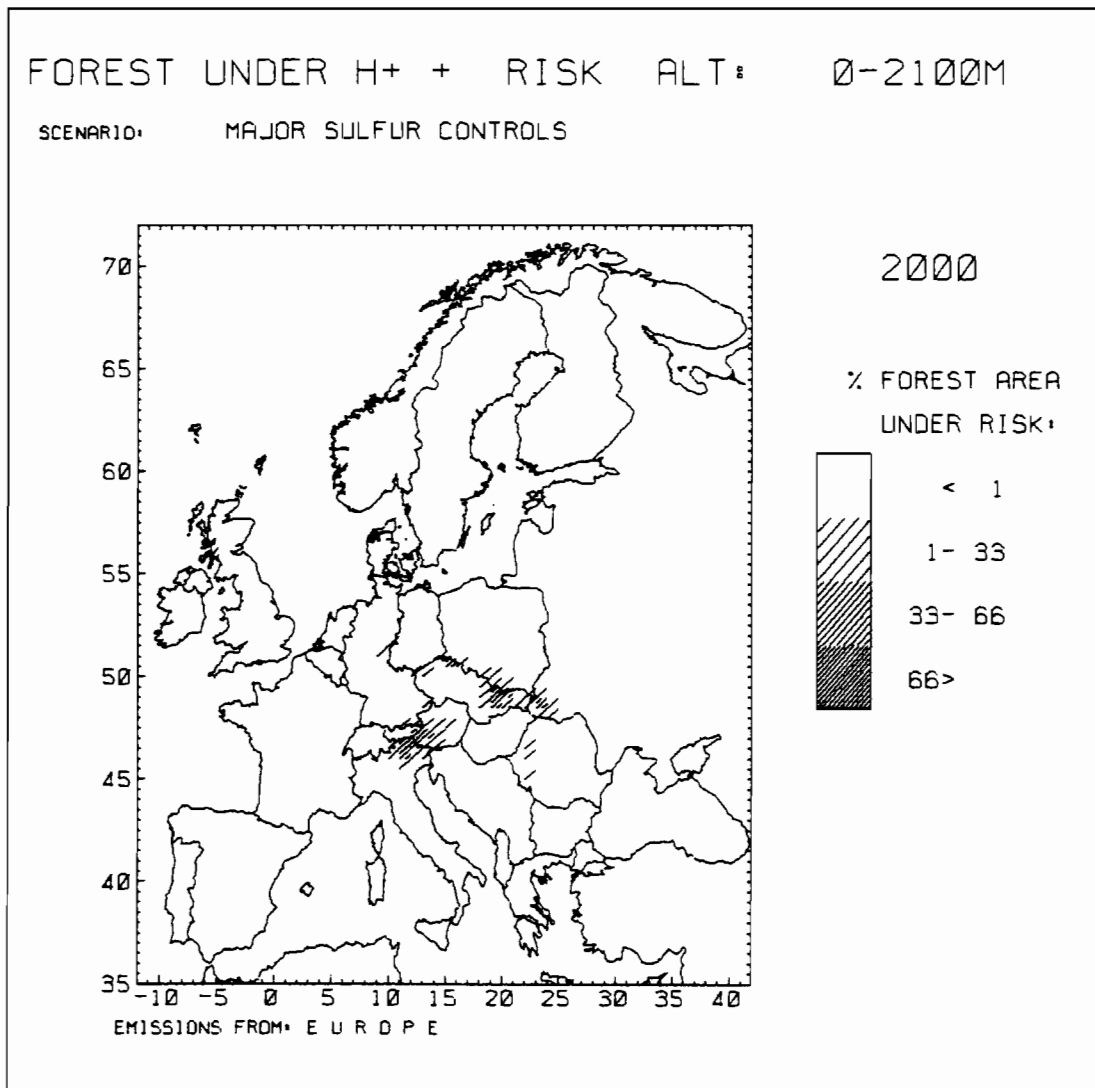 FOREST UNDER H+ + RISK ALT: 0-2100M
SCENARIO: MAJOR SULFUR CONTROLS
2000
% FOREST AREA
UNDER RISK:
< 1
1- 33
33- 66
66>
70
65
60
55
50
45
40
35
-10 -5 0 5 10 15 20 25 30 35 40
EMISSIONS FROM: E U R O P E